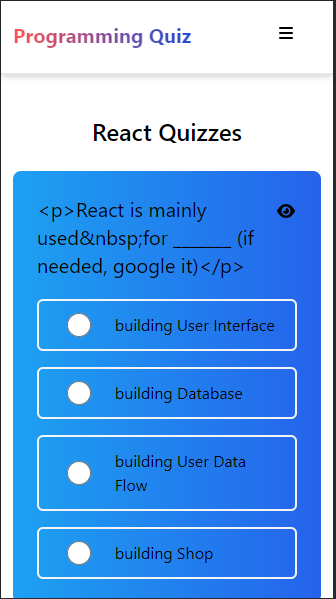 Programming Quiz
React Quizzes
<p>React is mainly
used&nbsp;for _______ (if
needed, google it)</p>
building User Interface
building Database
building User Data
Flow
building Shop